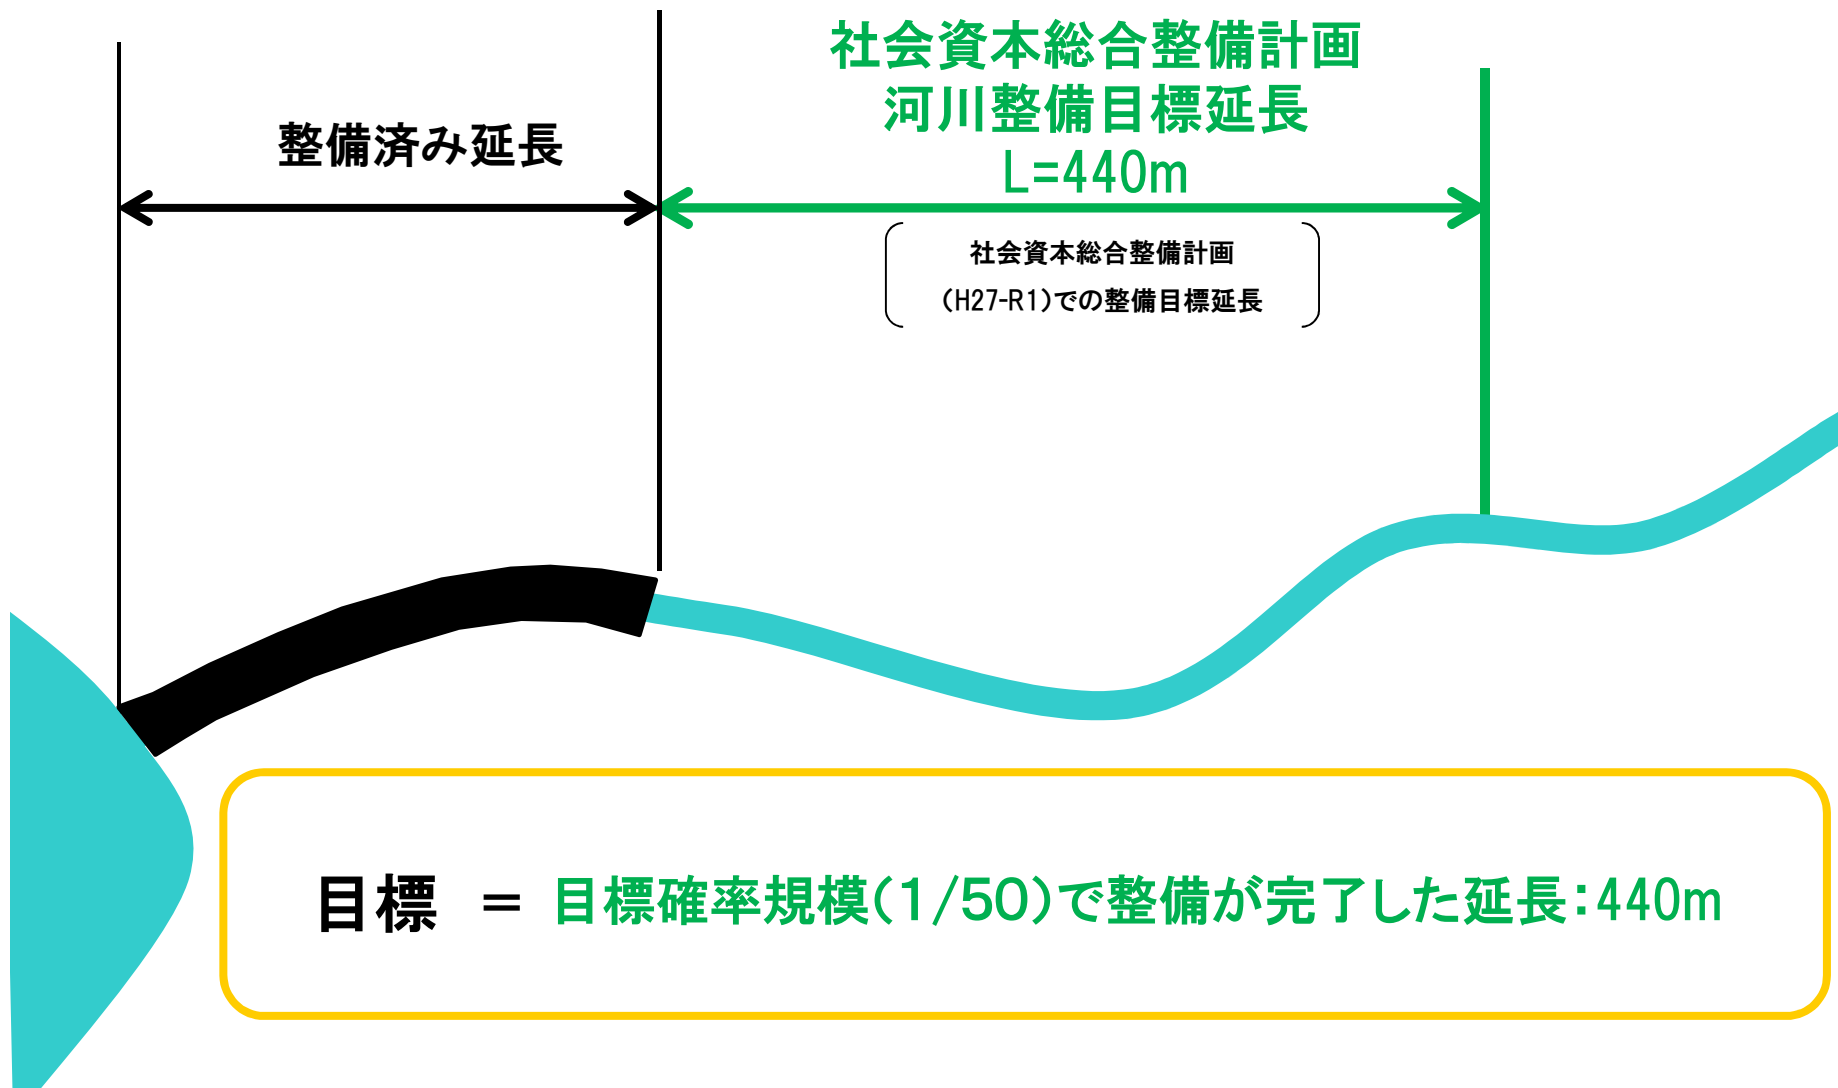 社会資本総合整備計画
河川整備目標延長
L=440m
整備済み延長
社会資本総合整備計画
（H27-R1）での整備目標延長
目標 = 目標確率規模（1/50）で整備が完了した延長：440m